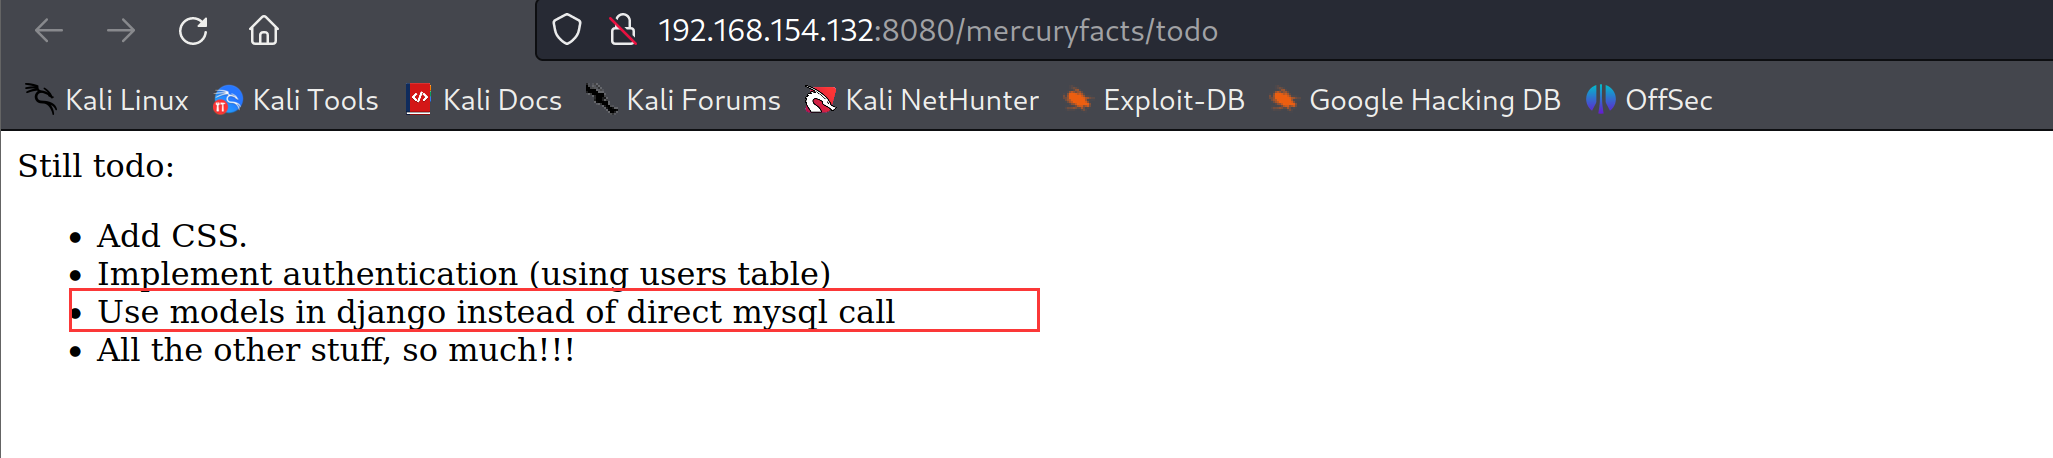 192.168.154.132:8080/mercuryfacts/todo
Kali Linux Kali Tools Kali Docs Kali Forums Kali NetHunter Exploit-DB Google Hacking DB OffSec
Still todo:
• Add CSS.
• Implement authentication (using users table)
• Use models in django instead of direct mysql call
• All the other stuff, so much!!!